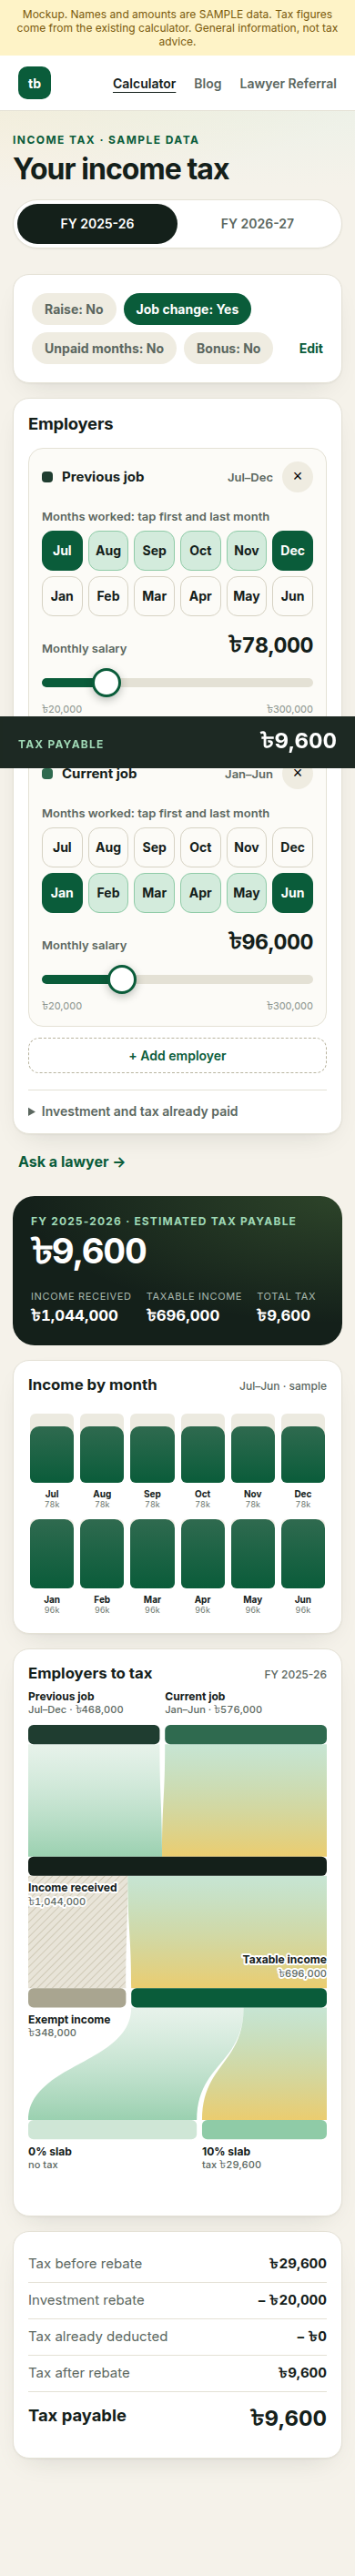 Mockup. Names and amounts are SAMPLE data. Tax figures
come from the existing calculator. General information, not tax
advice.
tb
Calculator Blog Lawyer Referral
INCOME TAX · SAMPLE DATA
Your income tax
FY 2025-26 FY 2026-27
Raise: No Job change: Yes
Unpaid months: No Bonus: No Edit
Employers
Previous job Jul–Dec ×
Months worked: tap first and last month
Jul Aug Sep Oct Nov Dec
Jan Feb Mar Apr May Jun
Monthly salary ৳78,000
৳20,000 ৳300,000
TAX PAYABLE ৳9,600
Current job Jan–Jun ×
Months worked: tap first and last month
Jul Aug Sep Oct Nov Dec
Jan Feb Mar Apr May Jun
Monthly salary ৳96,000
৳20,000 ৳300,000
+ Add employer
▶ Investment and tax already paid
Ask a lawyer →
FY 2025-2026 · ESTIMATED TAX PAYABLE
৳9,600
INCOME RECEIVED TAXABLE INCOME TOTAL TAX
৳1,044,000 ৳696,000 ৳9,600
Income by month Jul–Jun · sample
Jul Aug Sep Oct Nov Dec
78k 78k 78k 78k 78k 78k
Jan Feb Mar Apr May Jun
96k 96k 96k 96k 96k 96k
Employers to tax FY 2025-26
Previous job Current job
Jul–Dec · ৳468,000 Jan–Jun · ৳576,000
Income received
৳1,044,000
Taxable income
৳696,000
Exempt income
৳348,000
0% slab 10% slab
no tax tax ৳29,600
Tax before rebate ৳29,600
Investment rebate – ৳20,000
Tax already deducted – ৳0
Tax after rebate ৳9,600
Tax payable ৳9,600